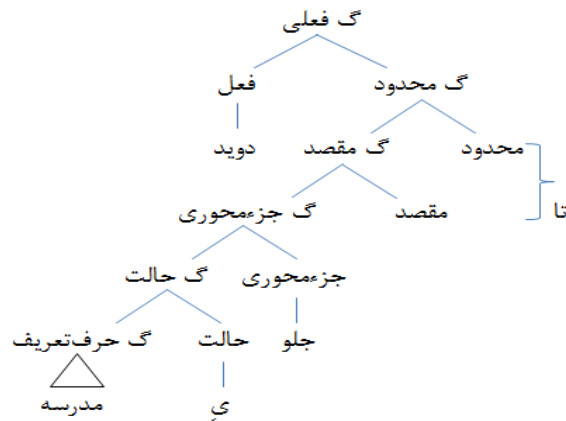 گ فعلی
گ محدود فعل
محدود گ مقصد دوید
تا مقصد گ جزءمحوری
جزءمحوری گ حالت
جلو حالت گ حرف‌تعریف
یِ مدرسه